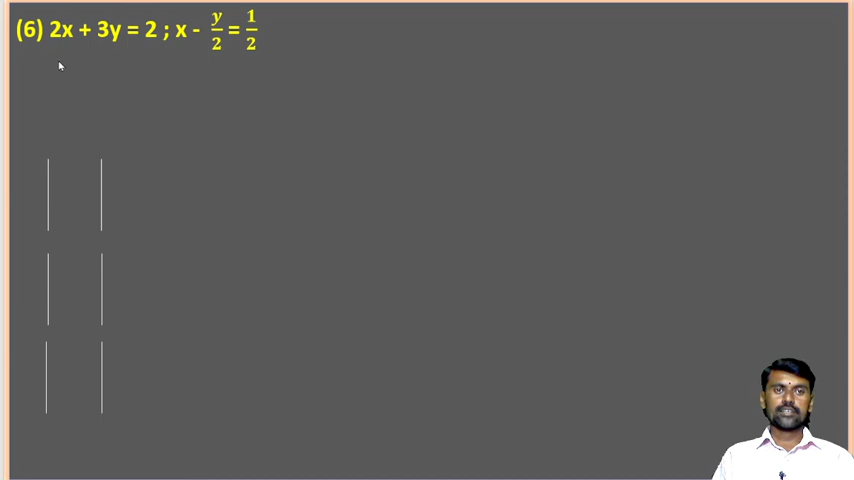 (6) 2x + 3y = 2 ; x - y/2 = 1/2